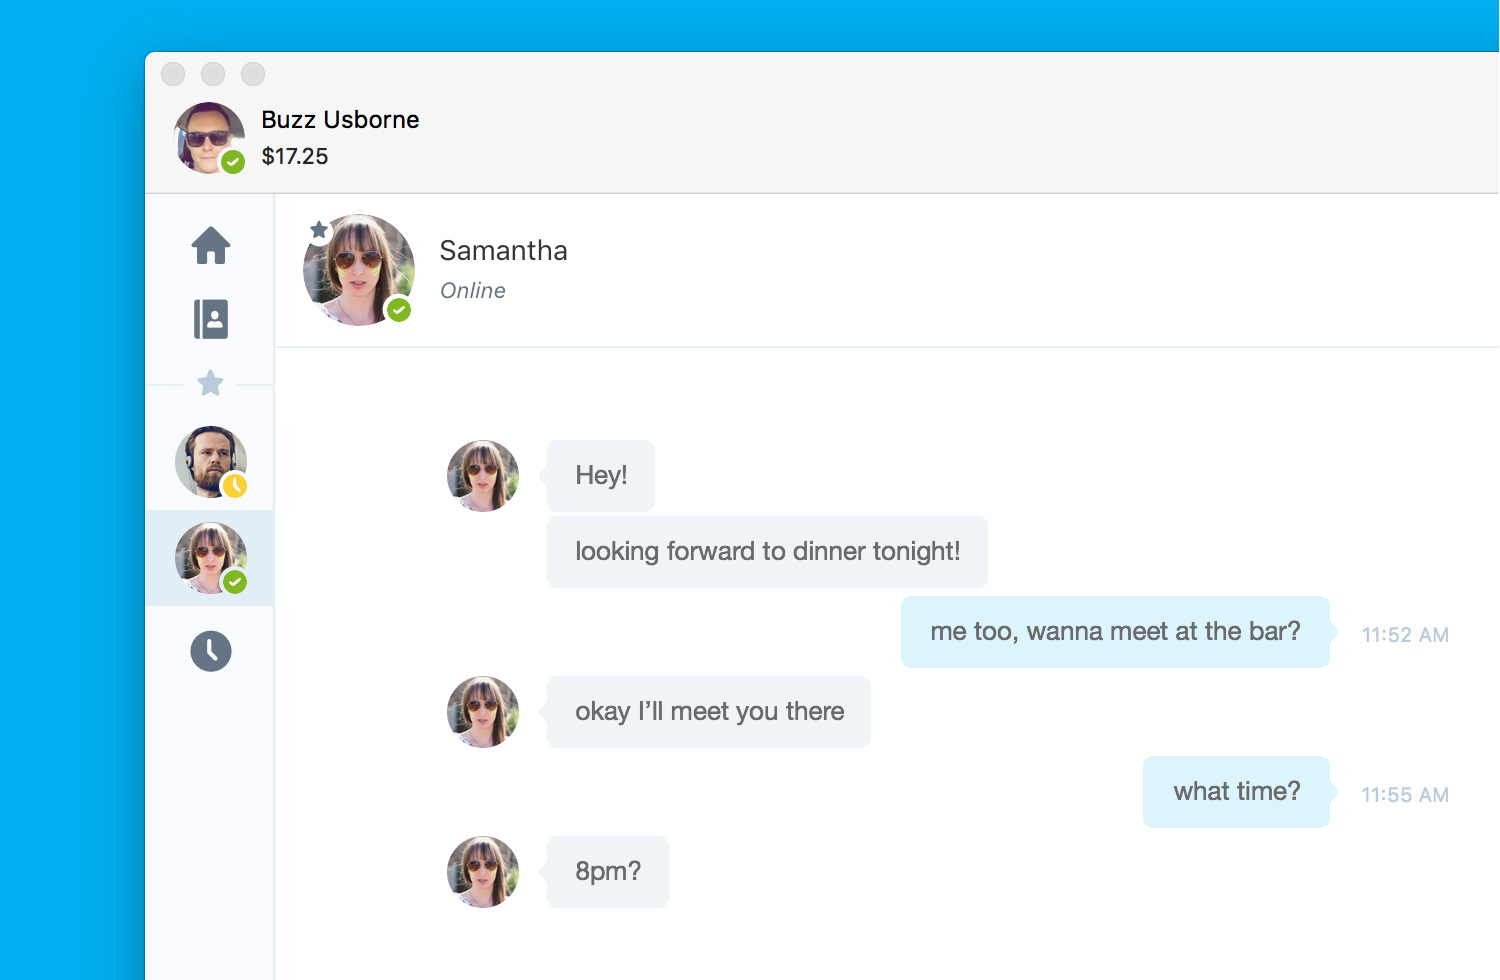 Buzz Usborne
$17.25
Samantha
Online
Hey!
looking forward to dinner tonight!
me too, wanna meet at the bar?
11:52 AM
okay I’ll meet you there
what time?
11:55 AM
8pm?